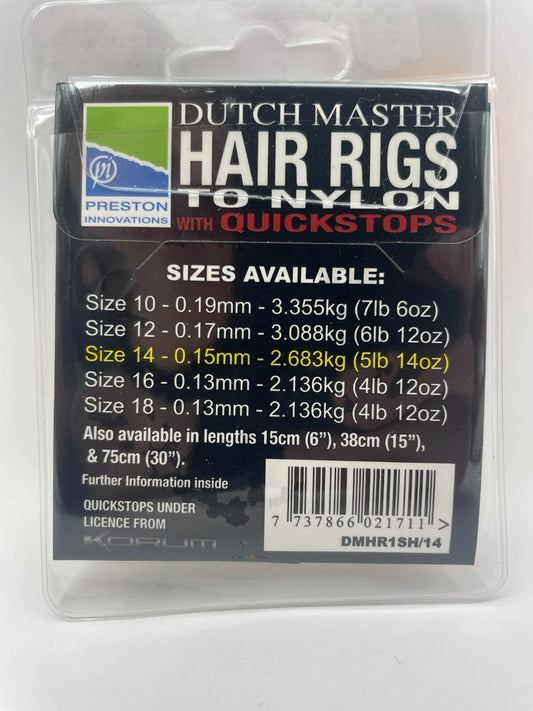 DUTCH MASTER
HAIR RIGS
TO NYLON
WITH QUICKSTOPS
pi
PRESTON
INNOVATIONS
SIZES AVAILABLE:
Size 10 - 0.19mm - 3.355kg (7lb 6oz)
Size 12 - 0.17mm - 3.088kg (6lb 12oz)
Size 14 - 0.15mm - 2.683kg (5lb 14oz)
Size 16 - 0.13mm - 2.136kg (4lb 12oz)
Size 18 - 0.13mm - 2.136kg (4lb 12oz)
Also available in lengths 15cm (6”), 38cm (15”),
& 75cm (30”).
Further Information inside
QUICKSTOPS UNDER
LICENCE FROM
KORUM
7 737866 021711 >
DMHR1SH/14